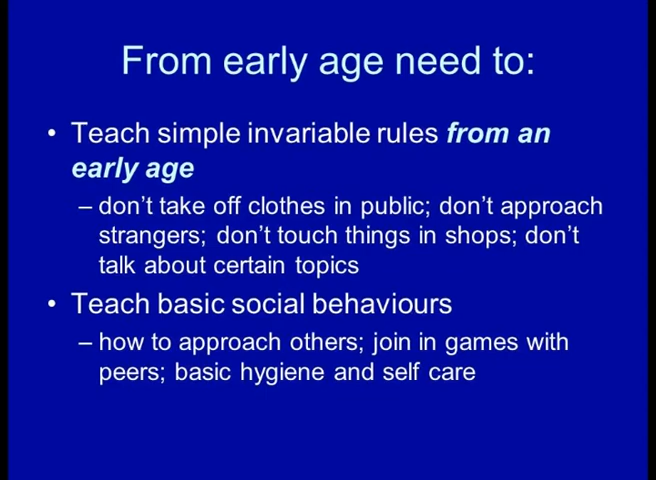 From early age need to:
• Teach simple invariable rules from an
early age
– don’t take off clothes in public; don’t approach
strangers; don’t touch things in shops; don’t
talk about certain topics
• Teach basic social behaviours
– how to approach others; join in games with
peers; basic hygiene and self care